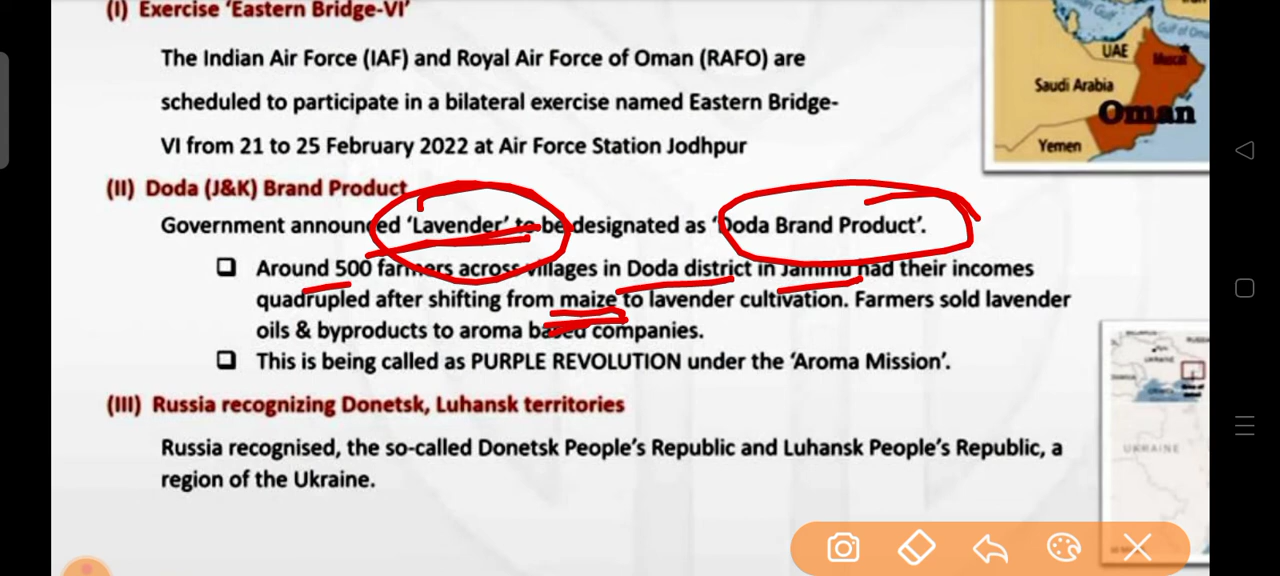 (I) Exercise 'Eastern Bridge-VI'
The Indian Air Force (IAF) and Royal Air Force of Oman (RAFO) are
scheduled to participate in a bilateral exercise named Eastern Bridge-
VI from 21 to 25 February 2022 at Air Force Station Jodhpur
UAE
Muscat
Saudi Arabia
Oman
Yemen
(II) Doda (J&K) Brand Product
Government announced 'Lavender' to be designated as 'Doda Brand Product'.
Around 500 farmers across villages in Doda district in Jammu had their incomes
quadrupled after shifting from maize to lavender cultivation. Farmers sold lavender
oils & byproducts to aroma based companies.
This is being called as PURPLE REVOLUTION under the 'Aroma Mission'.
(III) Russia recognizing Donetsk, Luhansk territories
Russia recognised, the so-called Donetsk People's Republic and Luhansk People's Republic, a
region of the Ukraine.
UKRAINE